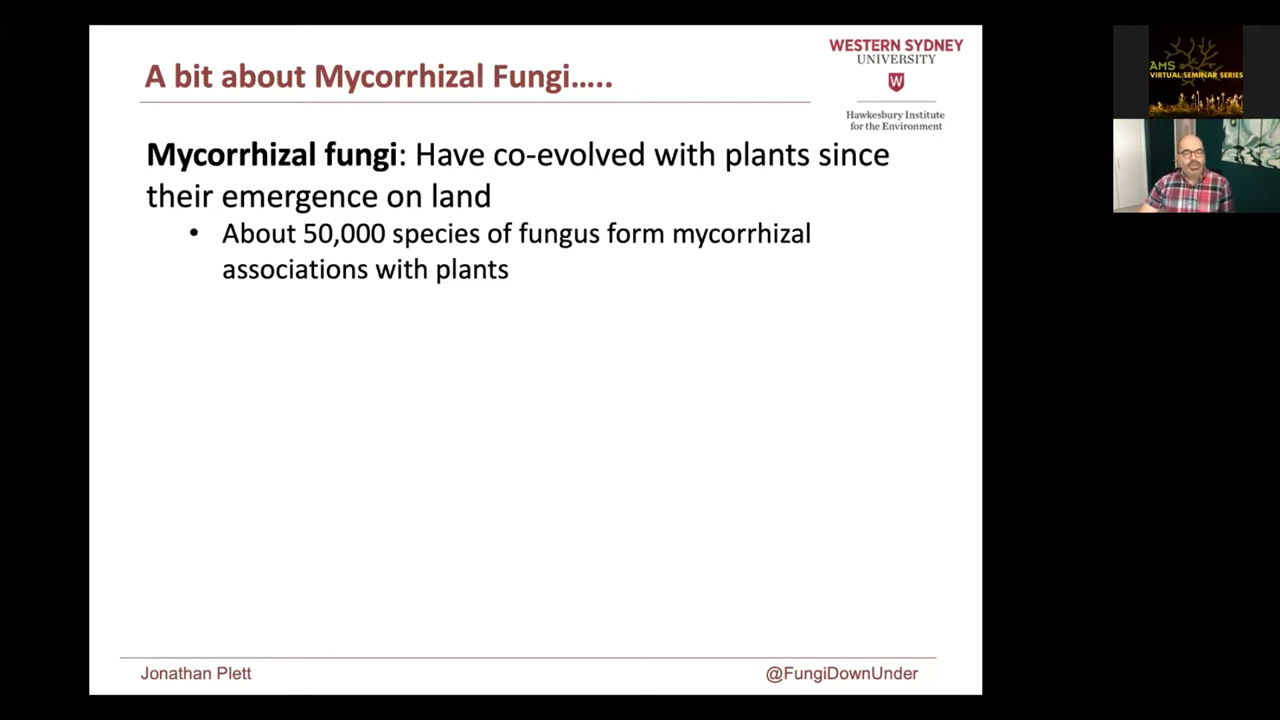 A bit about Mycorrhizal Fungi…..
WESTERN SYDNEY
UNIVERSITY
W
Hawkesbury Institute
for the Environment
Mycorrhizal fungi: Have co-evolved with plants since
their emergence on land
• About 50,000 species of fungus form mycorrhizal
associations with plants
Jonathan Plett
@FungiDownUnder
AMS
VIRTUAL SEMINAR SERIES